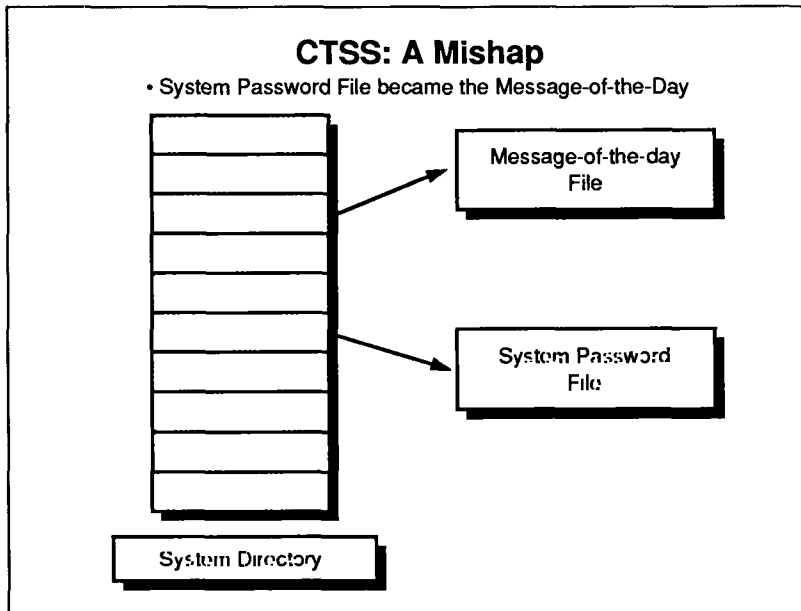 CTSS: A Mishap
• System Password File became the Message-of-the-Day
Message-of-the-day
File
System Password
File
System Directory